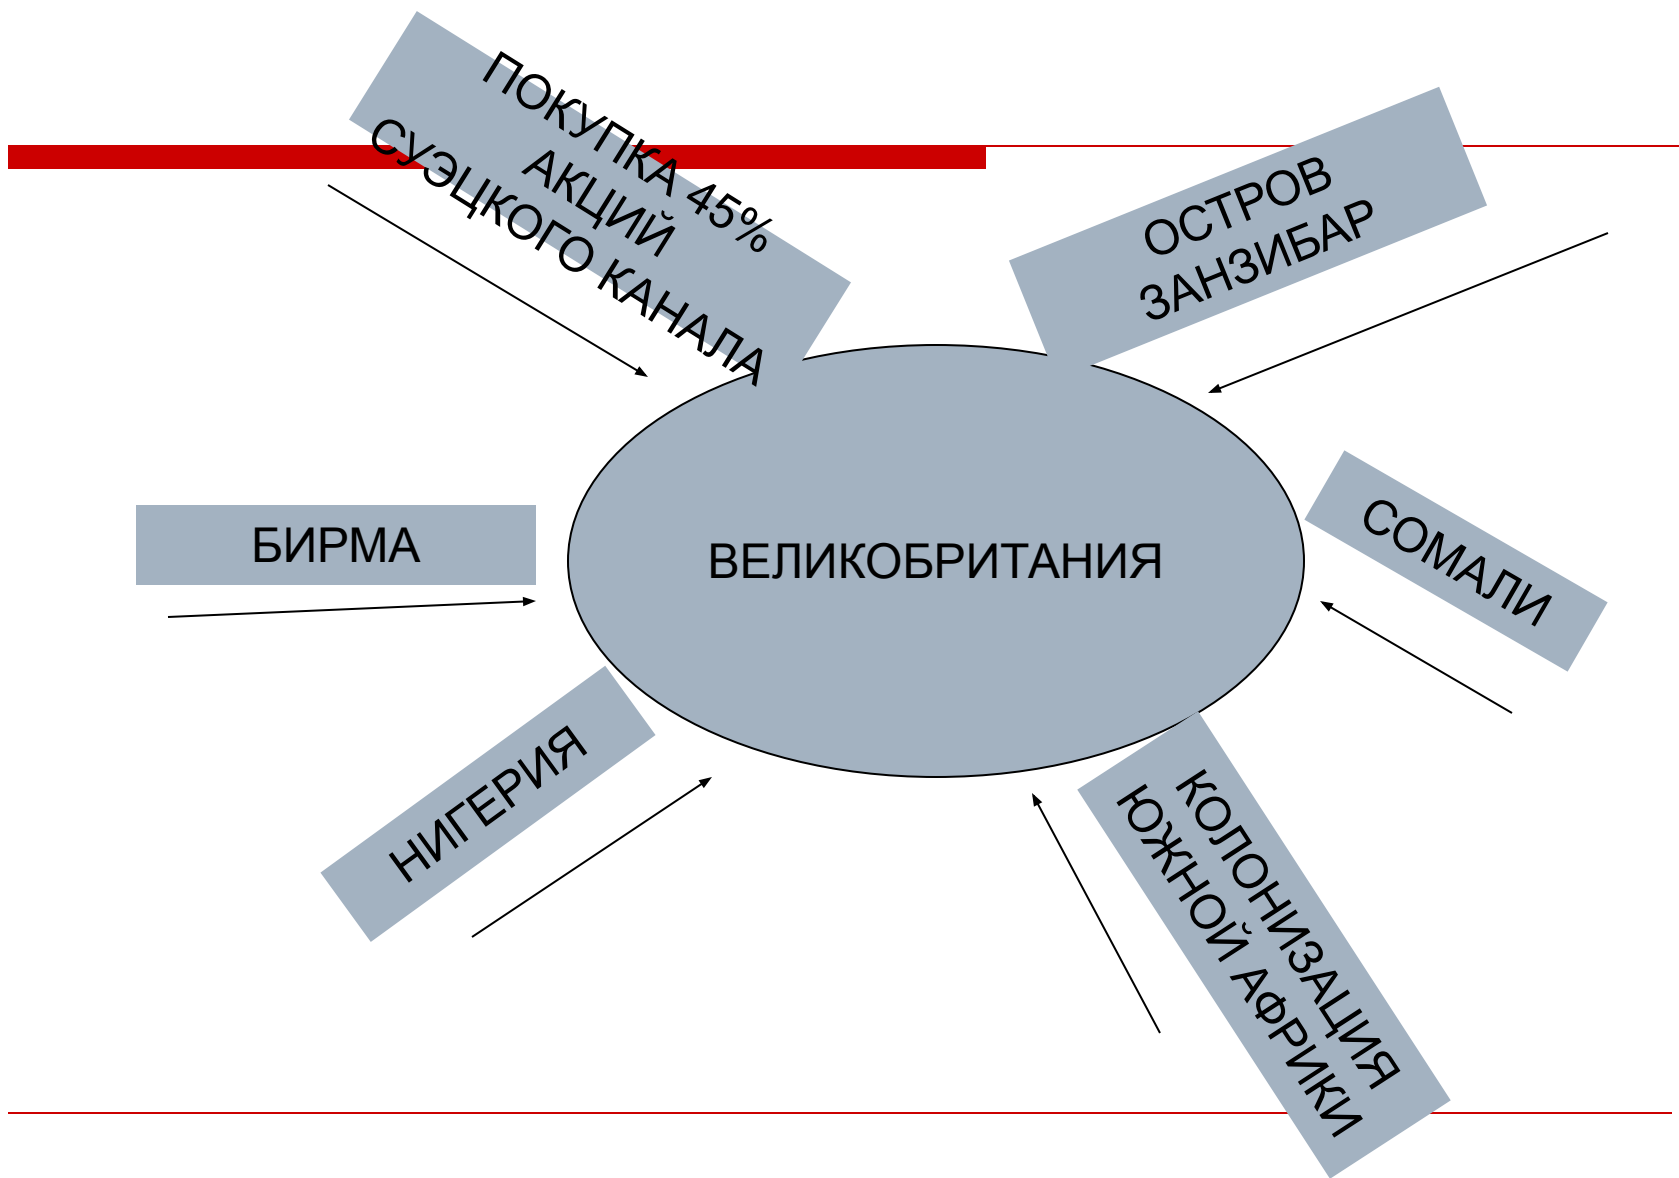 ПОКУПКА 45%
АКЦИЙ
СУЭЦКОГО КАНАЛА
ОСТРОВ
ЗАНЗИБАР
БИРМА
ВЕЛИКОБРИТАНИЯ
СОМАЛИ
НИГЕРИЯ
КОЛОНИЗАЦИЯ
ЮЖНОЙ АФРИКИ